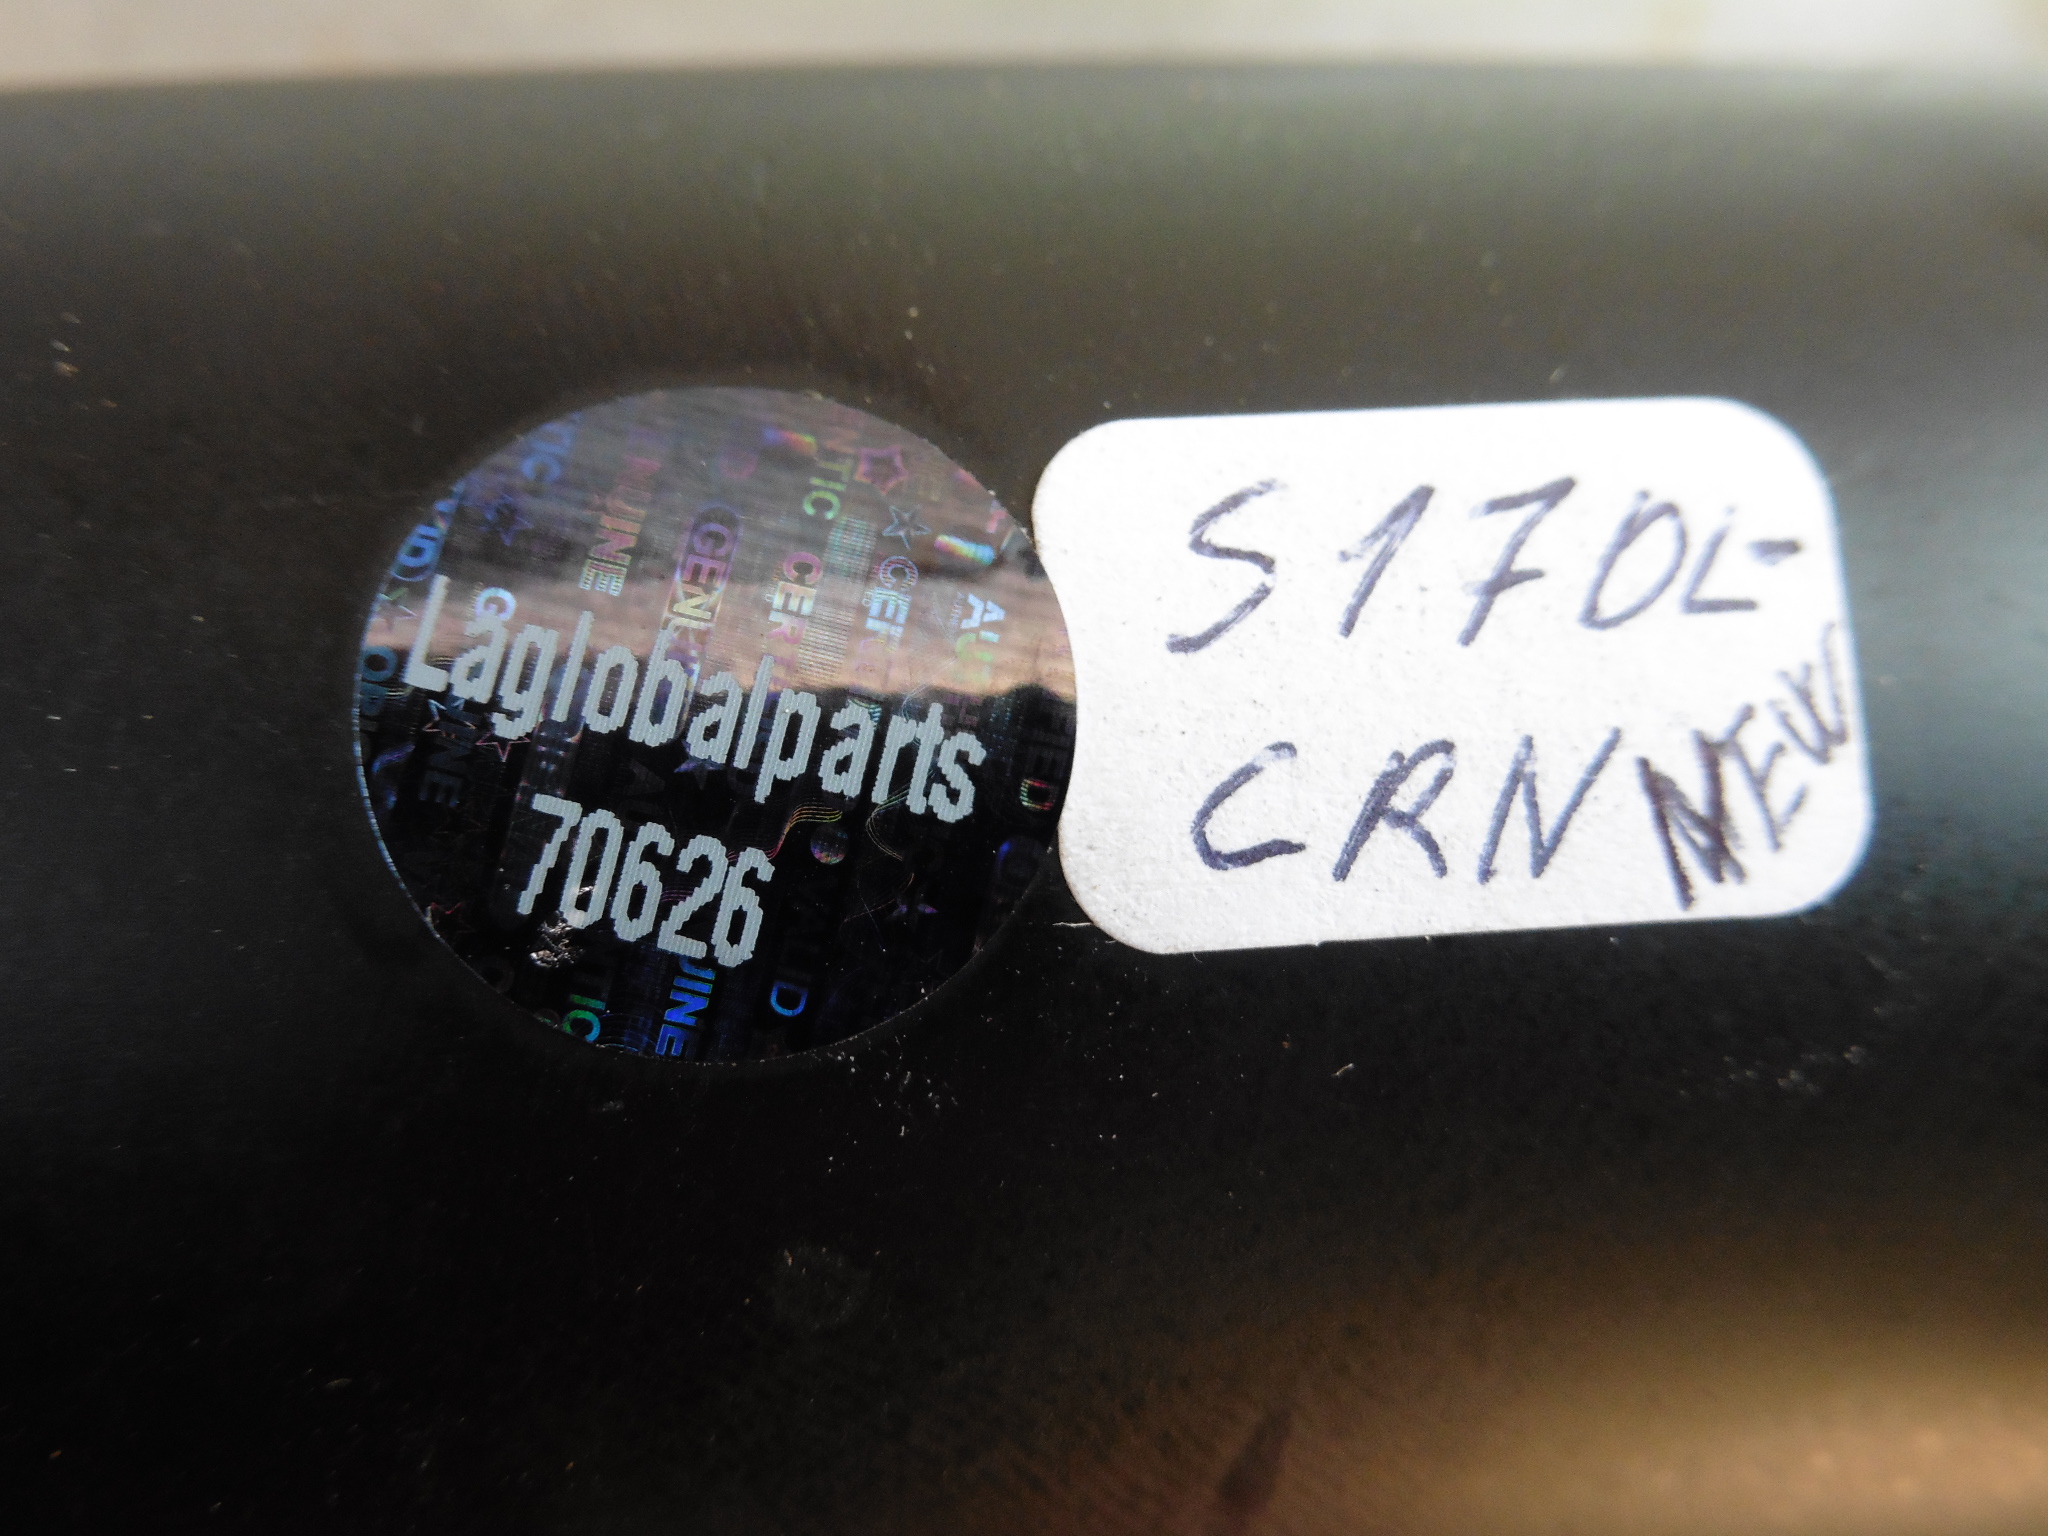 Laglobalparts
70626
S170L-
CRN NEW